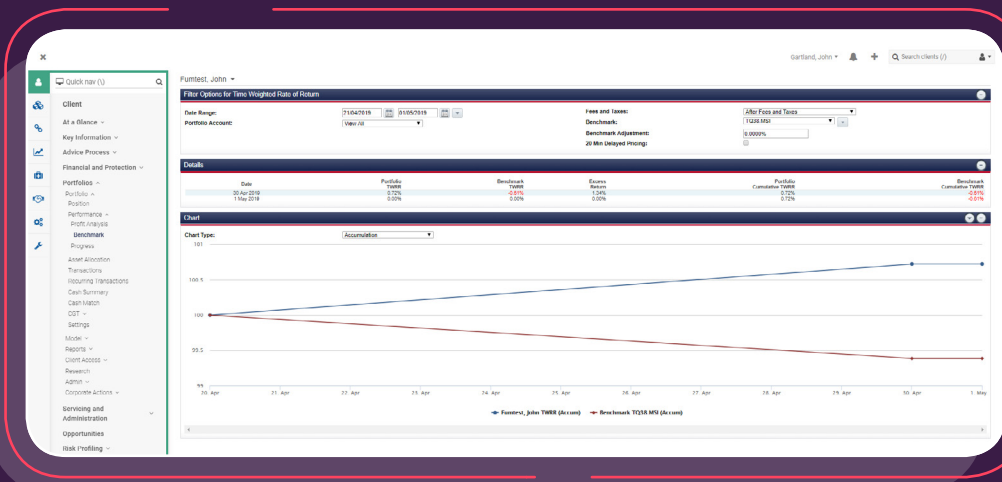 Gartland, John
Search clients (/)
Quick nav (\)
Client
At a Glance
Key Information
Advice Process
Financial and Protection
Portfolios
Portfolio
Position
Performance
Profit Analysis
Benchmark
Progress
Asset Allocation
Transactions
Recurring Transactions
Cash Summary
Cash Match
CGT
Settings
Model
Reports
Client Access
Research
Admin
Corporate Actions
Servicing and
Administration
Opportunities
Risk Profiling
Fumtest, John
Filter Options for Time Weighted Rate of Return
Date Range: 21/04/2019 01/05/2019
Portfolio Account: View All
Fees and Taxes: After Fees and Taxes
Benchmark: TQ38.MSI
Benchmark Adjustment: 0.0000%
20 Min Delayed Pricing:
Details
Date Portfolio TWRR Benchmark TWRR Excess Return Portfolio Cumulative TWRR Benchmark Cumulative TWRR
30 Apr 2019 0.72% -0.61% 1.34% 0.72% -0.61%
1 May 2019 0.00% 0.00% 0.00% 0.72% -0.61%
Chart
Chart Type: Accumulation
101
100.5
100
99.5
99
20 Apr 21 Apr 22 Apr 23 Apr 24 Apr 25 Apr 26 Apr 27 Apr 28 Apr 29 Apr 30 Apr 1 May
Fumtest, John TWRR (Accum) Benchmark TQ38.MSI (Accum)